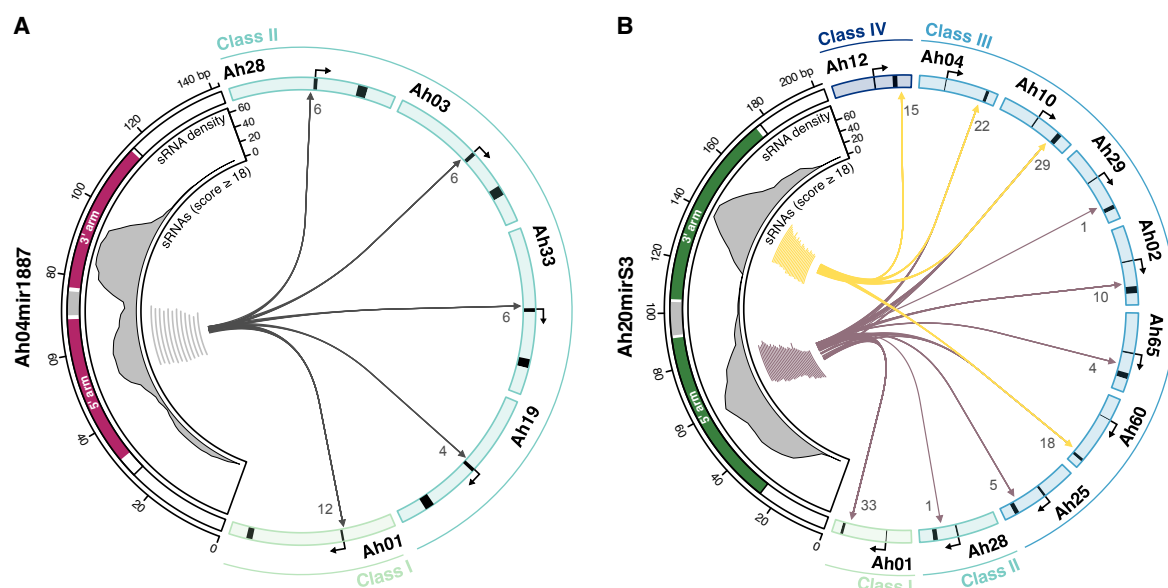 A
Class II
Ah28
Ah03
Ah33
Ah19
Ah01
Class I
6
6
6
4
12
Ah04mir1887
0
20
40
60
80
100
120
140 bp
5' arm
3' arm
sRNA density
0
20
40
60
sRNAs (score ≥ 18)
B
Class IV
Class III
Ah12
Ah04
Ah10
Ah29
Ah02
Ah65
Ah60
Ah25
Ah28
Ah01
Class II
Class I
15
22
29
1
10
4
18
5
1
33
Ah20mirS3
0
20
40
60
80
100
120
140
160
180
200 bp
5' arm
3' arm
sRNA density
0
20
40
60
sRNAs (score ≥ 18)